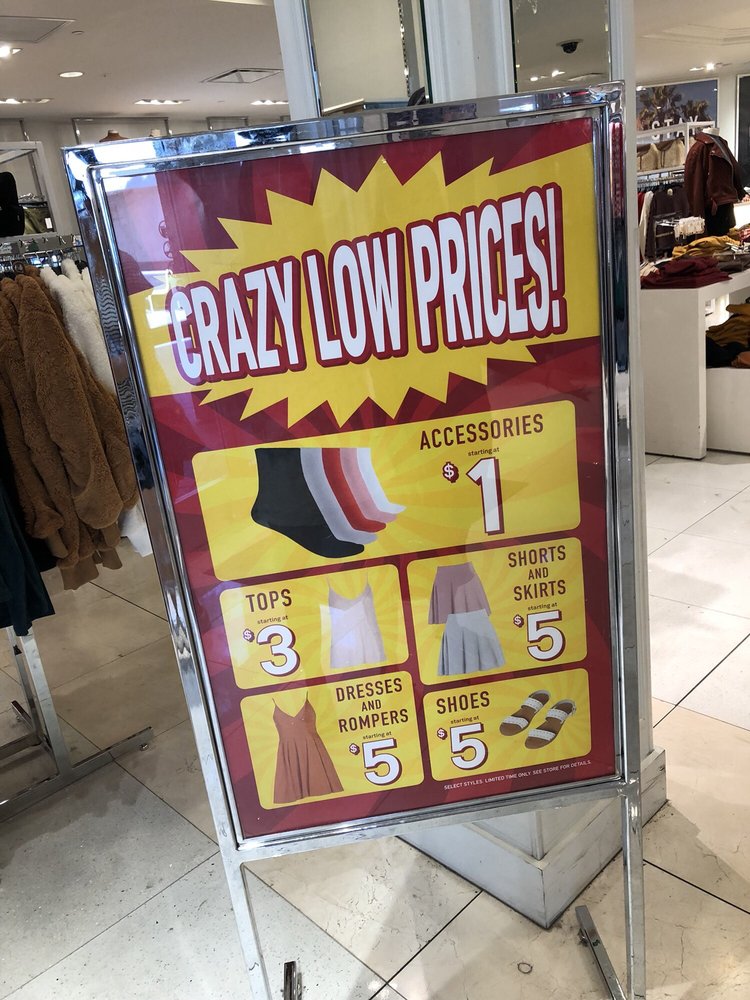 CRAZY LOW PRICES!
ACCESSORIES
starting at
$1
TOPS
starting at
$3
SHORTS
AND
SKIRTS
starting at
$5
DRESSES
AND
ROMPERS
starting at
$5
SHOES
starting at
$5
SELECT STYLES. LIMITED TIME ONLY. SEE STORE FOR DETAILS.